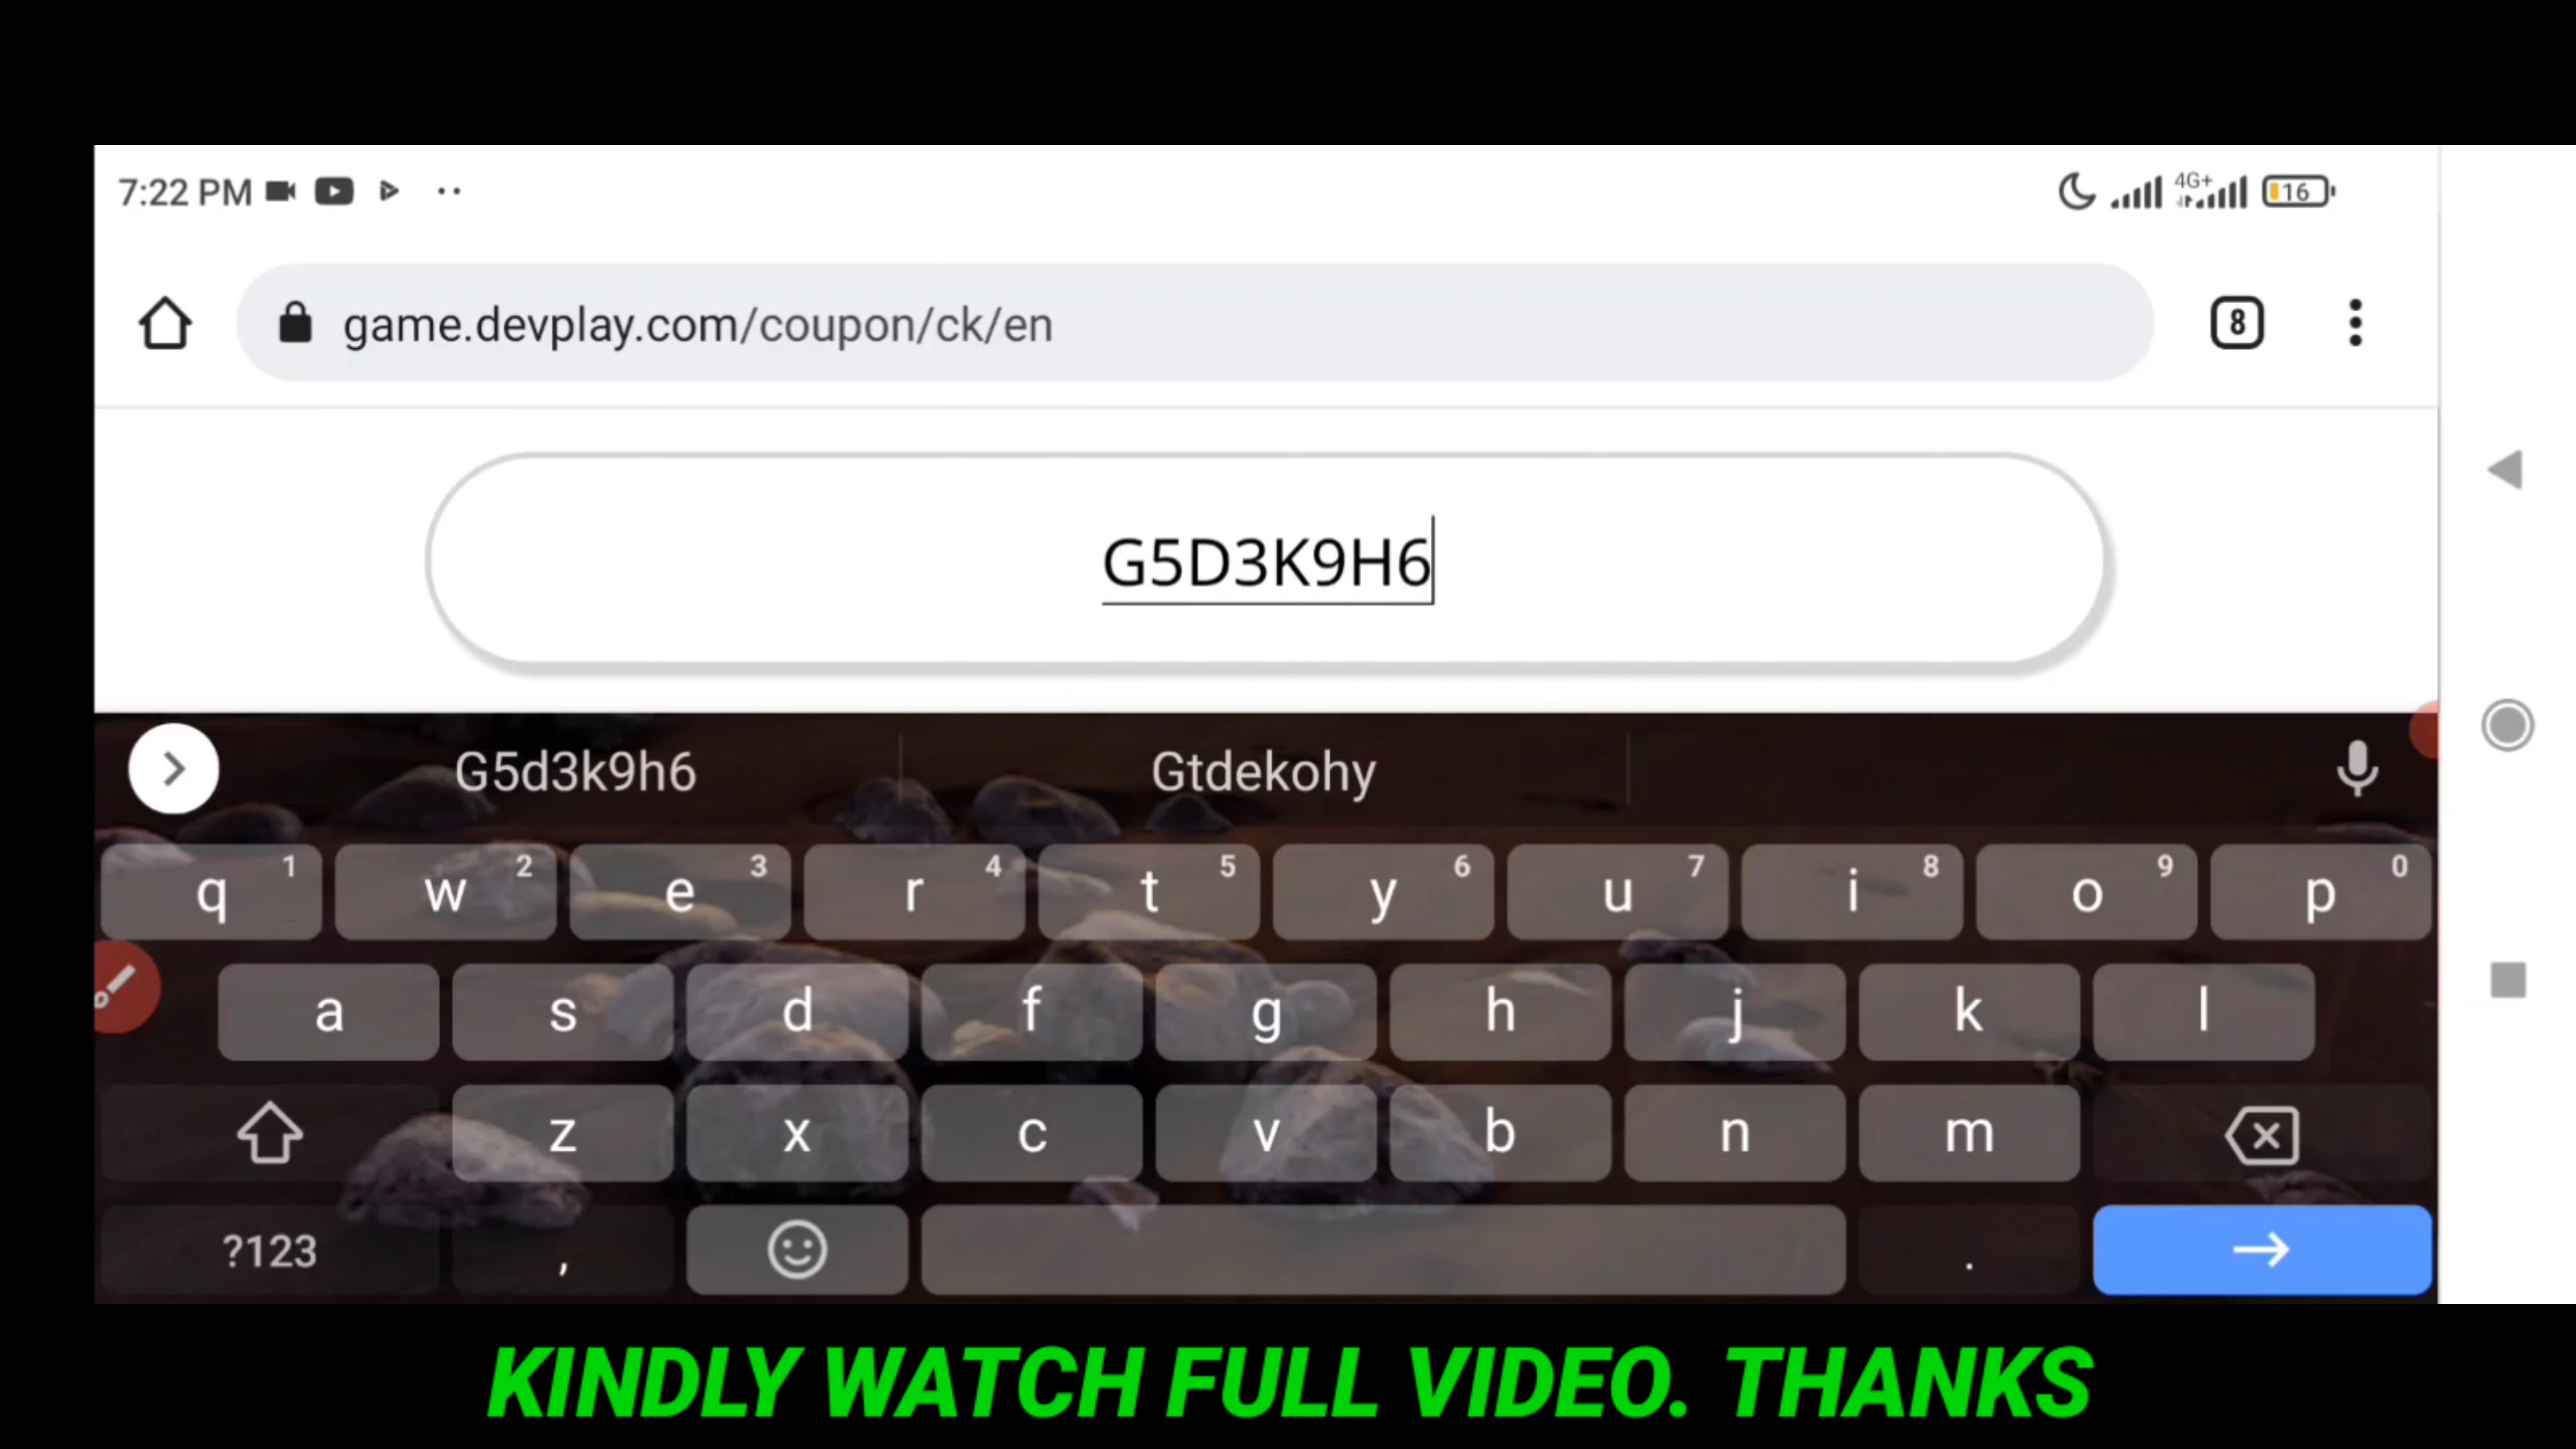 7:22 PM 4G+ 16
game.devplay.com/coupon/ck/en 8
G5D3K9H6
G5d3k9h6 Gtdekohy
q 1 w 2 e 3 r 4 t 5 y 6 u 7 i 8 o 9 p 0
a s d f g h j k l
z x c v b n m
?123 , .
KINDLY WATCH FULL VIDEO. THANKS